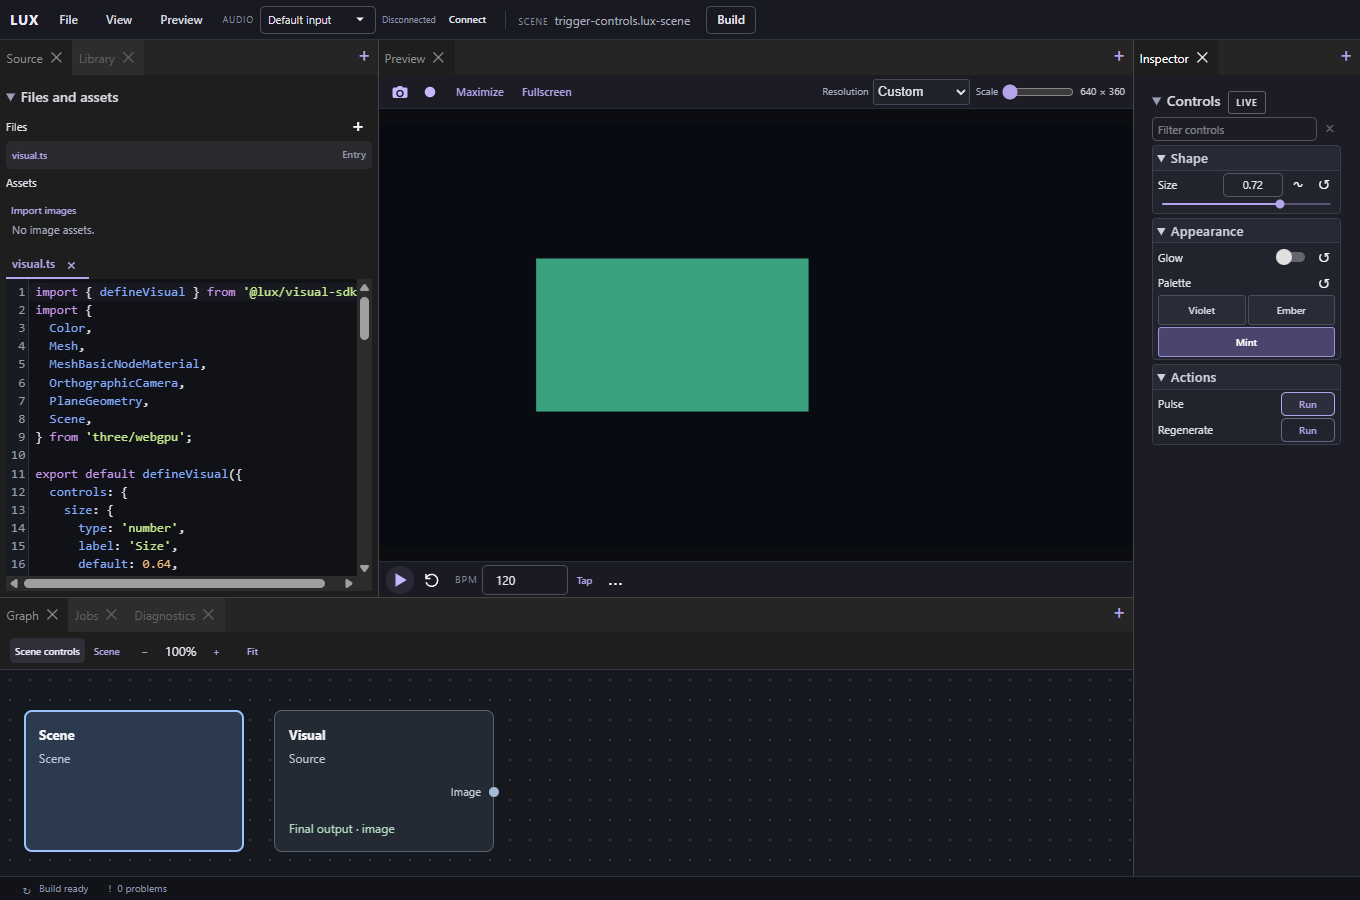 LUX File View Preview AUDIO Default input Disconnected Connect SCENE trigger-controls.lux-scene Build
Source Library
Files and assets
Files
visual.ts Entry
Assets
Import images
No image assets.
visual.ts
1 import { defineVisual } from '@lux/visual-sdk
2 import {
3 Color,
4 Mesh,
5 MeshBasicNodeMaterial,
6 OrthographicCamera,
7 PlaneGeometry,
8 Scene,
9 } from 'three/webgpu';
10
11 export default defineVisual({
12 controls: {
13 size: {
14 type: 'number',
15 label: 'Size',
16 default: 0.64,
Preview
Maximize Fullscreen Resolution Custom Scale 640 × 360
BPM 120 Tap ...
Inspector
Controls LIVE
Filter controls
Shape
Size 0.72
Appearance
Glow
Palette
Violet Ember
Mint
Actions
Pulse Run
Regenerate Run
Graph Jobs Diagnostics
Scene controls Scene − 100% + Fit
Scene
Scene
Visual
Source
Image
Final output · image
Build ready ! 0 problems